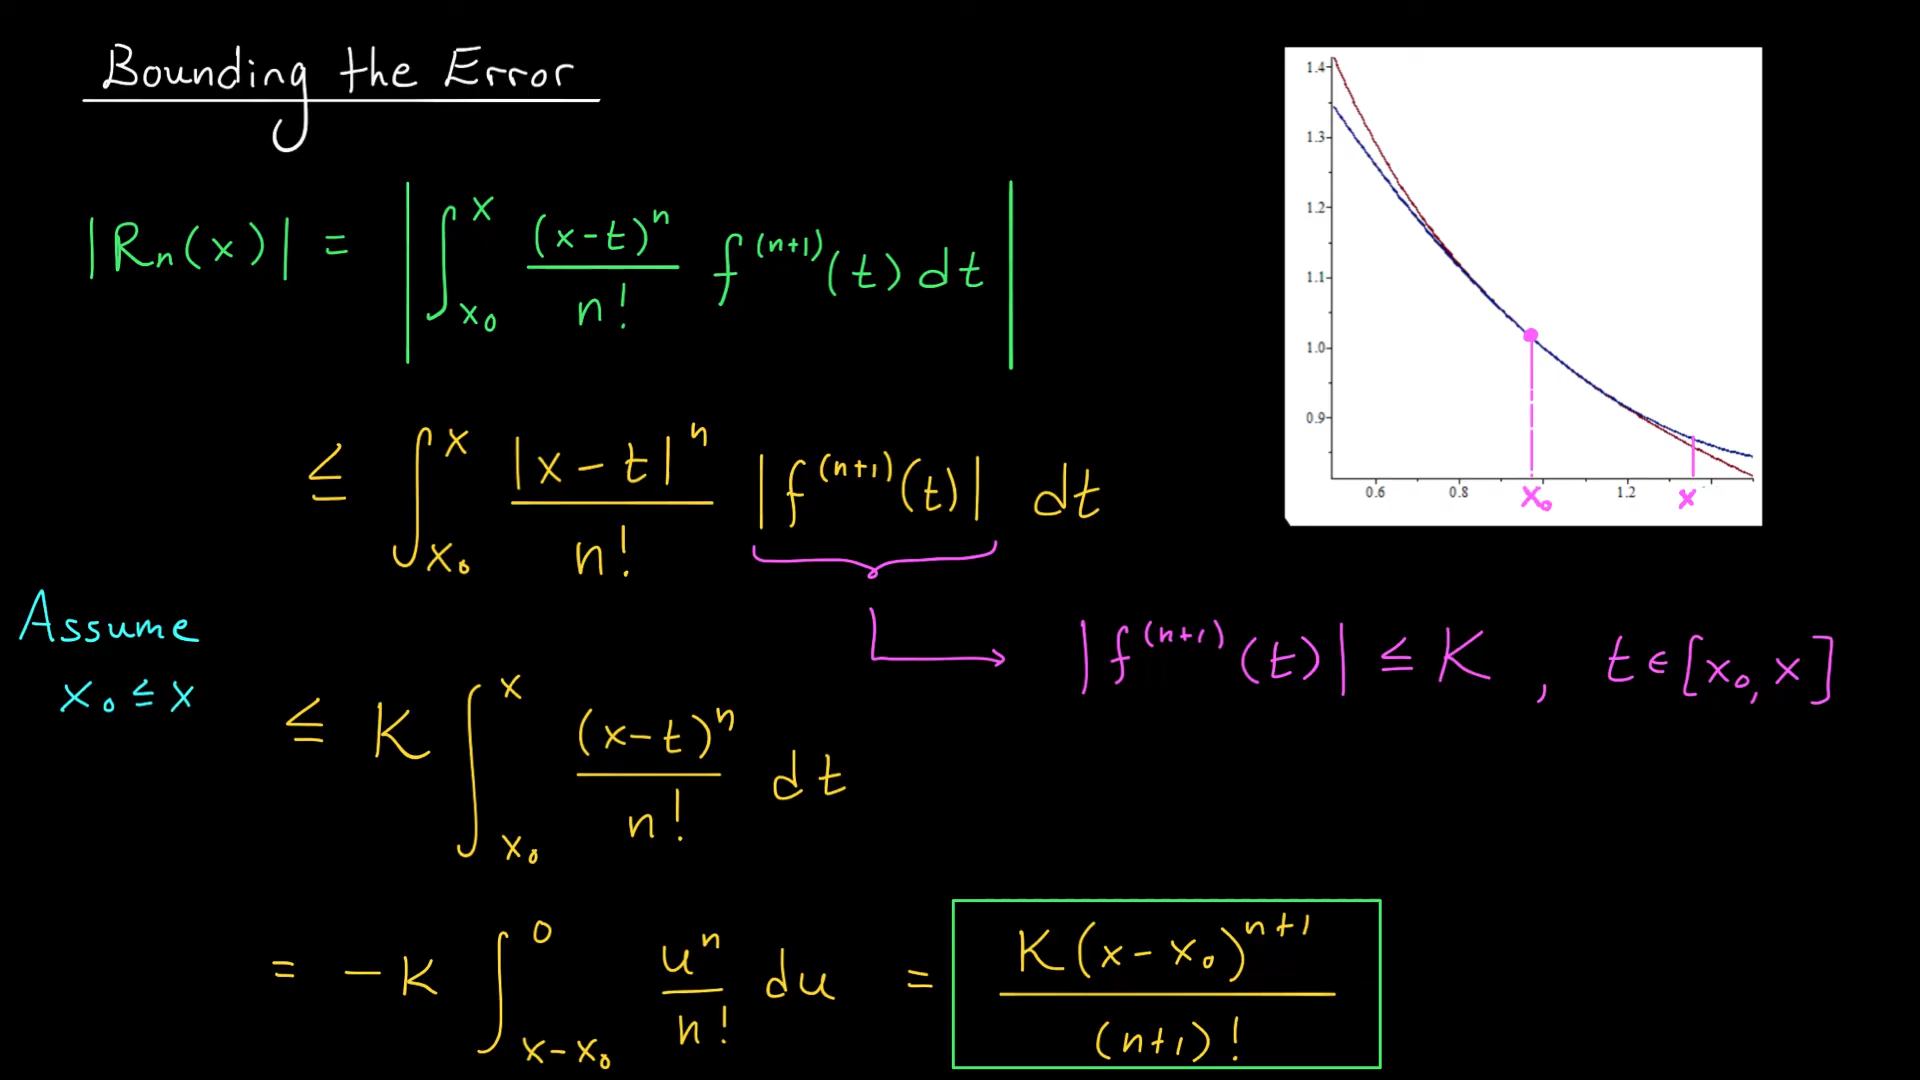 Bounding the Error
|Rₙ(x)| = | ∫_{x₀}^{x} (x-t)ⁿ / n! f⁽ⁿ⁺¹⁾(t) dt |
≤ ∫_{x₀}^{x} |x-t|ⁿ / n! |f⁽ⁿ⁺¹⁾(t)| dt
|f⁽ⁿ⁺¹⁾(t)| ≤ K , t ∈ [x₀, x]
Assume
x₀ ≤ x
≤ K ∫_{x₀}^{x} (x-t)ⁿ / n! dt
= -K ∫_{x-x₀}^{0} uⁿ / n! du = K(x-x₀)ⁿ⁺¹ / (n+1)!
1.4
1.3
1.2
1.1
1.0
0.9
0.6 0.8 x₀ 1.2 x